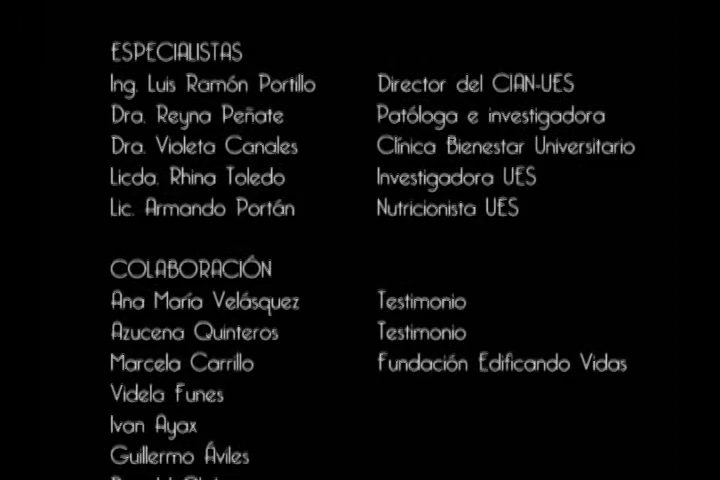 ESPECIALISTAS
Ing. Luis Ramón Portillo Director del CIAN-UES
Dra. Reyna Peñate Patóloga e investigadora
Dra. Violeta Canales Clínica Bienestar Universitario
Licda. Rhina Toledo Investigadora UES
Lic. Armando Portán Nutricionista UES
COLABORACIÓN
Ana María Velásquez Testimonio
Azucena Quinteros Testimonio
Marcela Carrillo Fundación Edificando Vidas
Videla Funes
Ivan Ayax
Guillermo Áviles